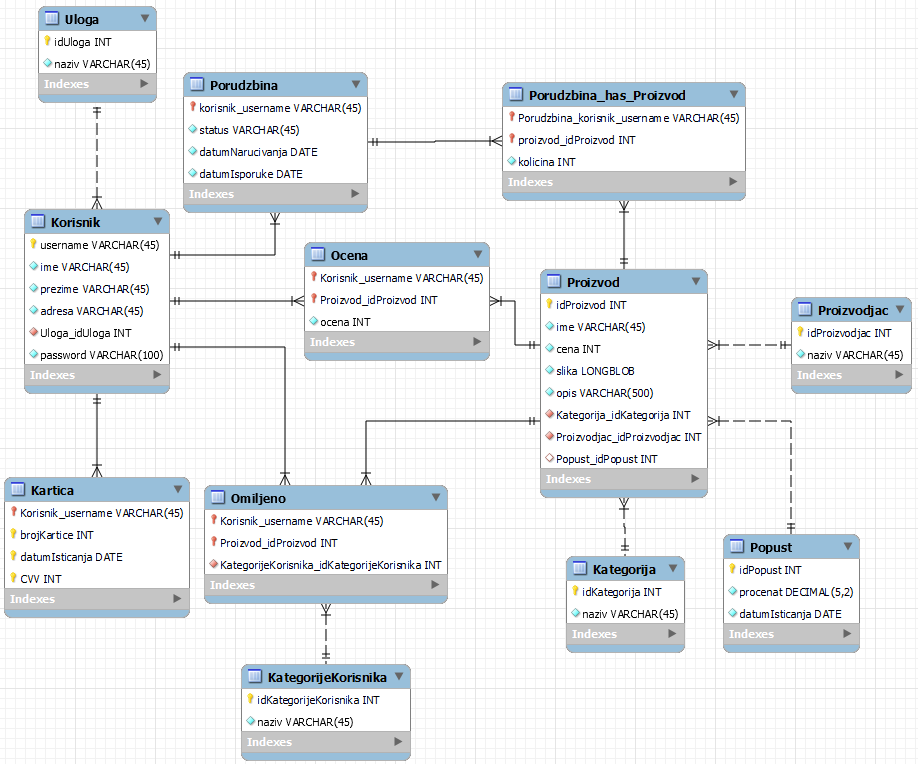 Uloga
idUloga INT
naziv VARCHAR(45)
Indexes
Porudzbina
korisnik_username VARCHAR(45)
status VARCHAR(45)
datumNarucivanja DATE
datumIsporuke DATE
Indexes
Porudzbina_has_Proizvod
Porudzbina_korisnik_username VARCHAR(45)
proizvod_idProizvod INT
kolicina INT
Indexes
Korisnik
username VARCHAR(45)
ime VARCHAR(45)
prezime VARCHAR(45)
adresa VARCHAR(45)
Uloga_idUloga INT
password VARCHAR(100)
Indexes
Ocena
Korisnik_username VARCHAR(45)
Proizvod_idProizvod INT
ocena INT
Indexes
Proizvod
idProizvod INT
ime VARCHAR(45)
cena INT
slika LONGBLOB
opis VARCHAR(500)
Kategorija_idKategorija INT
Proizvodjac_idProizvodjac INT
Popust_idPopust INT
Indexes
Proizvodjac
idProizvodjac INT
naziv VARCHAR(45)
Indexes
Kartica
Korisnik_username VARCHAR(45)
brojKartice INT
datumIsticanja DATE
CVV INT
Indexes
Omiljeno
Korisnik_username VARCHAR(45)
Proizvod_idProizvod INT
KategorijeKorisnika_idKategorijeKorisnika INT
Indexes
Kategorija
idKategorija INT
naziv VARCHAR(45)
Indexes
Popust
idPopust INT
procenat DECIMAL(5,2)
datumIsticanja DATE
Indexes
KategorijeKorisnika
idKategorijeKorisnika INT
naziv VARCHAR(45)
Indexes